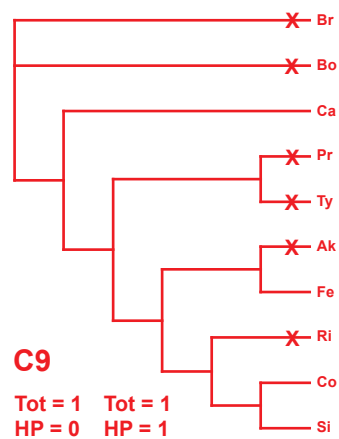 X Br
X Bo
Ca
X Pr
X Ty
X Ak
Fe
X Ri
Co
Si
C9
Tot = 1 Tot = 1
HP = 0 HP = 1